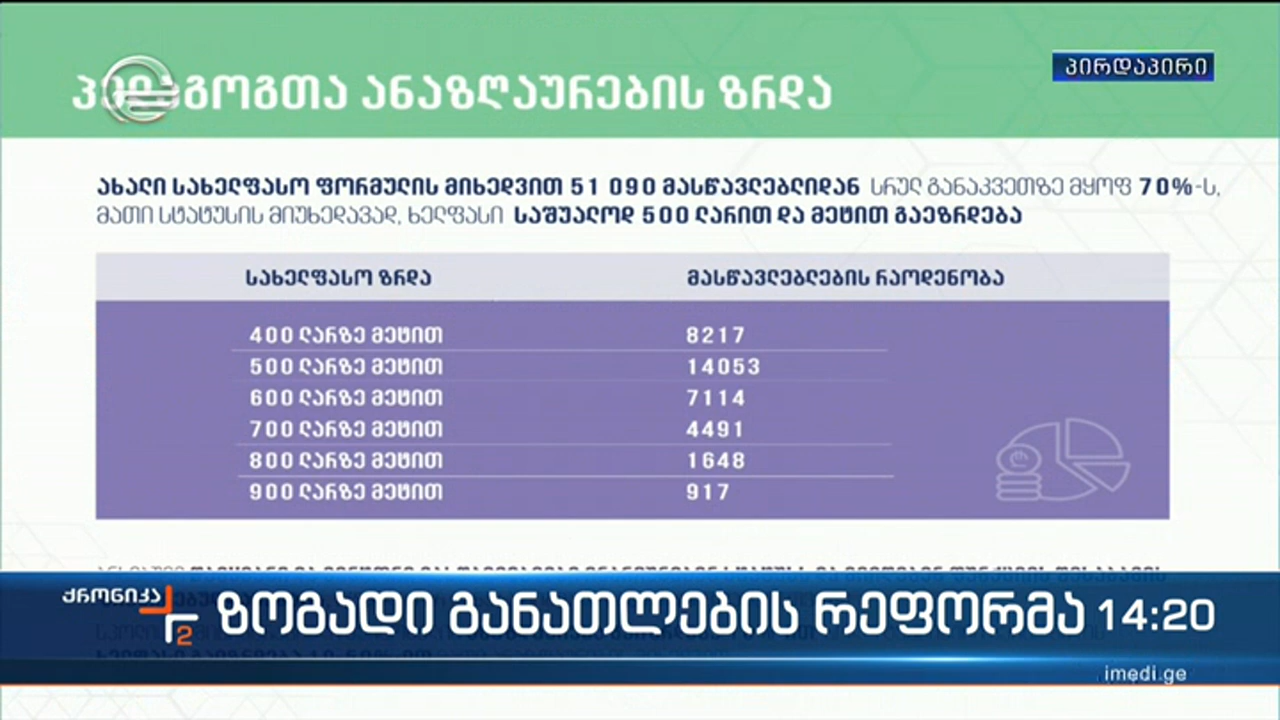 გოგთა ანაზღაურების ზრდა
პირდაპირი
ახალი სახელფასო ფორმულის მიხედვით 51 090 მასწავლებლიდან სრულ განაკვეთზე მყოფ 70%-ს,
მათი სტატუსის მიუხედავად, ხელფასი საშუალოდ 500 ლარით და მეტით გაეზრდება
სახელფასო ზრდა მასწავლებლების რაოდენობა
400 ლარზე მეტით 8217
500 ლარზე მეტით 14053
600 ლარზე მეტით 7114
700 ლარზე მეტით 4491
800 ლარზე მეტით 1648
900 ლარზე მეტით 917
ქრონიკა 2
ზოგადი განათლების რეფორმა 14:20
imedi.ge